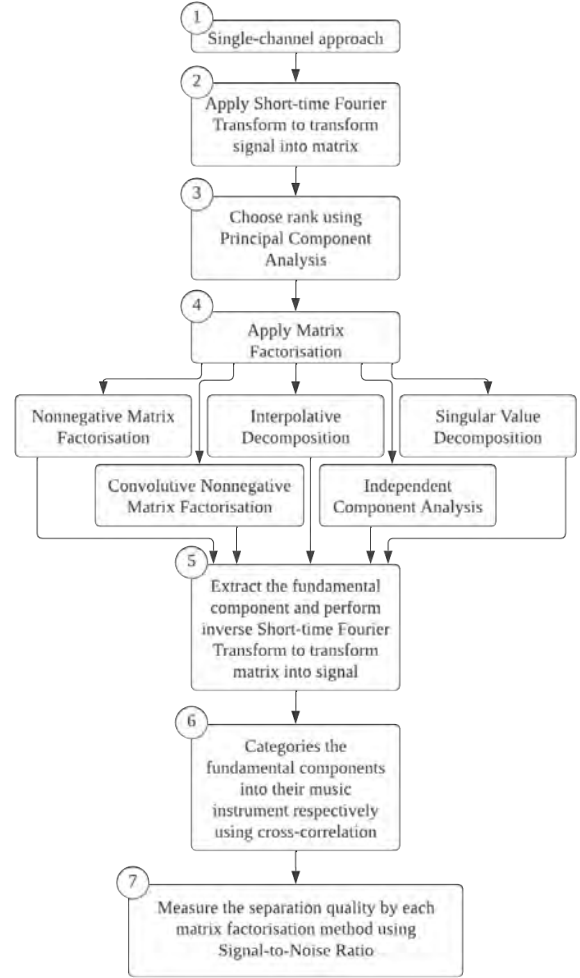 1
Single-channel approach
2
Apply Short-time Fourier
Transform to transform
signal into matrix
3
Choose rank using
Principal Component
Analysis
4
Apply Matrix
Factorisation
Nonnegative Matrix
Factorisation
Interpolative
Decomposition
Singular Value
Decomposition
Convolutive Nonnegative
Matrix Factorisation
Independent
Component Analysis
5
Extract the fundamental
component and perform
inverse Short-time Fourier
Transform to transform
matrix into signal
6
Categories the
fundamental components
into their music
instrument respectively
using cross-correlation
7
Measure the separation quality by each
matrix factorisation method using
Signal-to-Noise Ratio